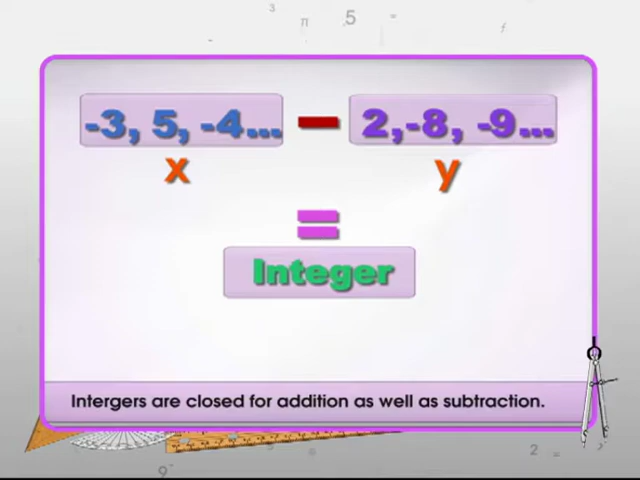 -3, 5, -4... − 2,-8, -9...
x y
=
Integer
Intergers are closed for addition as well as subtraction.